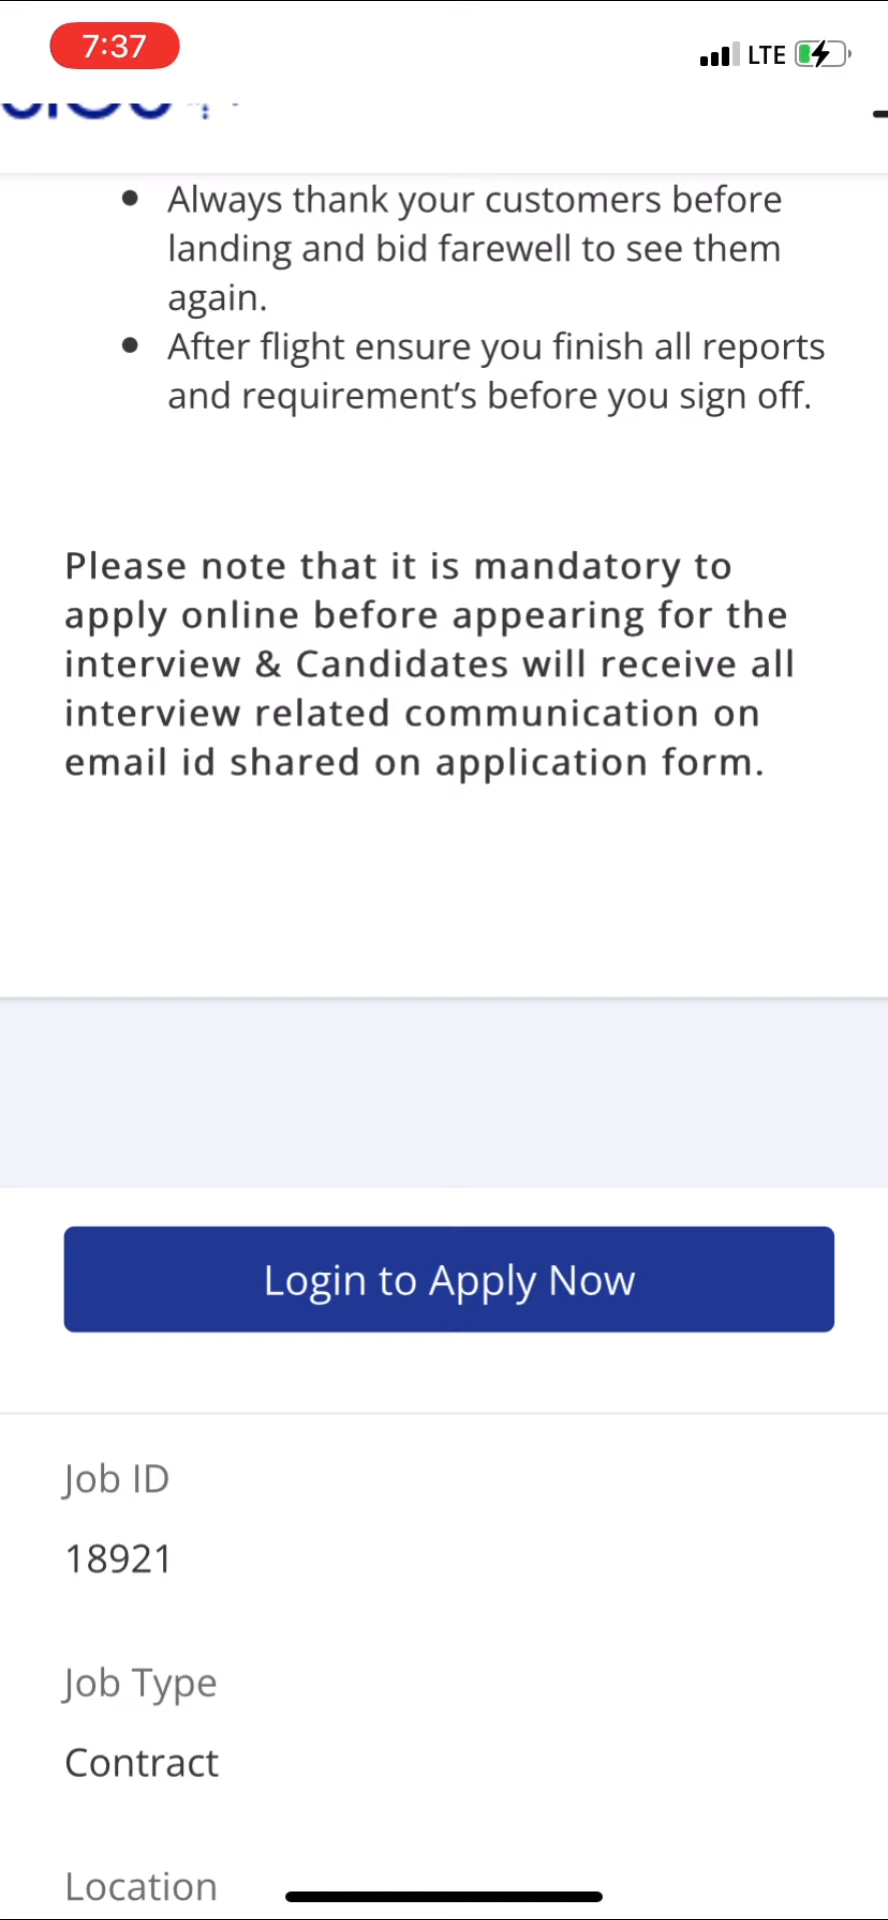 7:37
LTE
Always thank your customers before
landing and bid farewell to see them
again.
After flight ensure you finish all reports
and requirement’s before you sign off.
Please note that it is mandatory to
apply online before appearing for the
interview & Candidates will receive all
interview related communication on
email id shared on application form.
Login to Apply Now
Job ID
18921
Job Type
Contract
Location